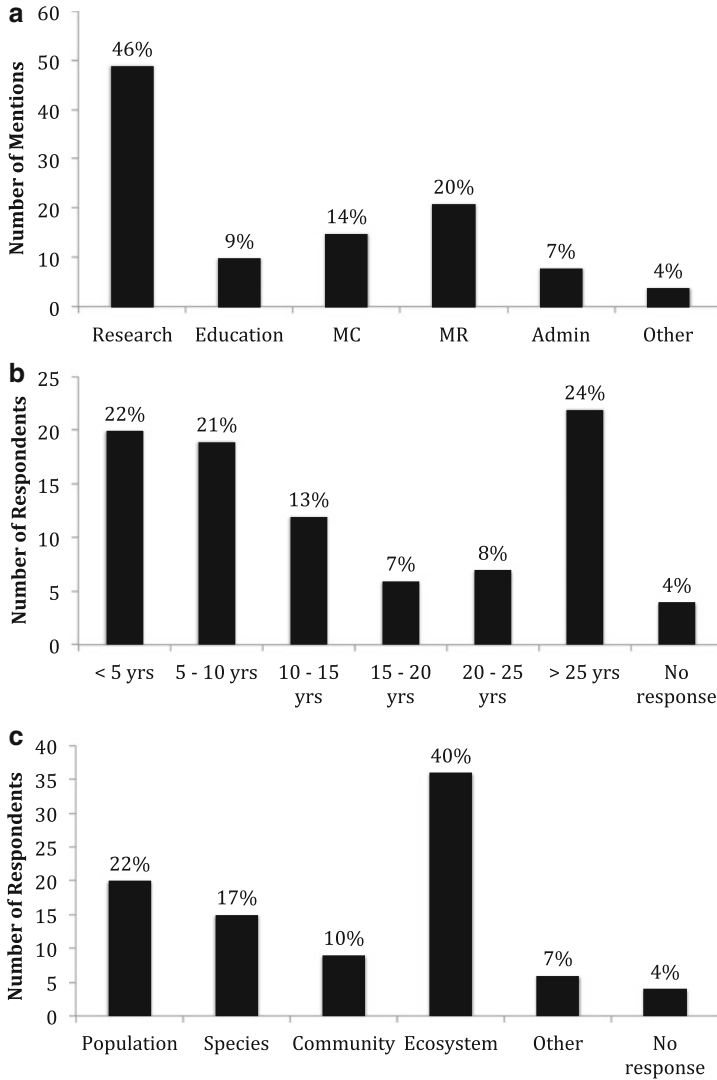 a
Number of Mentions
60
50
40
30
20
10
0
46%
9%
14%
20%
7%
4%
Research
Education
MC
MR
Admin
Other
b
Number of Respondents
25
20
15
10
5
0
22%
21%
13%
7%
8%
24%
4%
< 5 yrs
5 - 10 yrs
10 - 15
yrs
15 - 20
yrs
20 - 25
yrs
> 25 yrs
No
response
c
Number of Respondents
40
35
30
25
20
15
10
5
0
22%
17%
10%
40%
7%
4%
Population
Species
Community
Ecosystem
Other
No
response